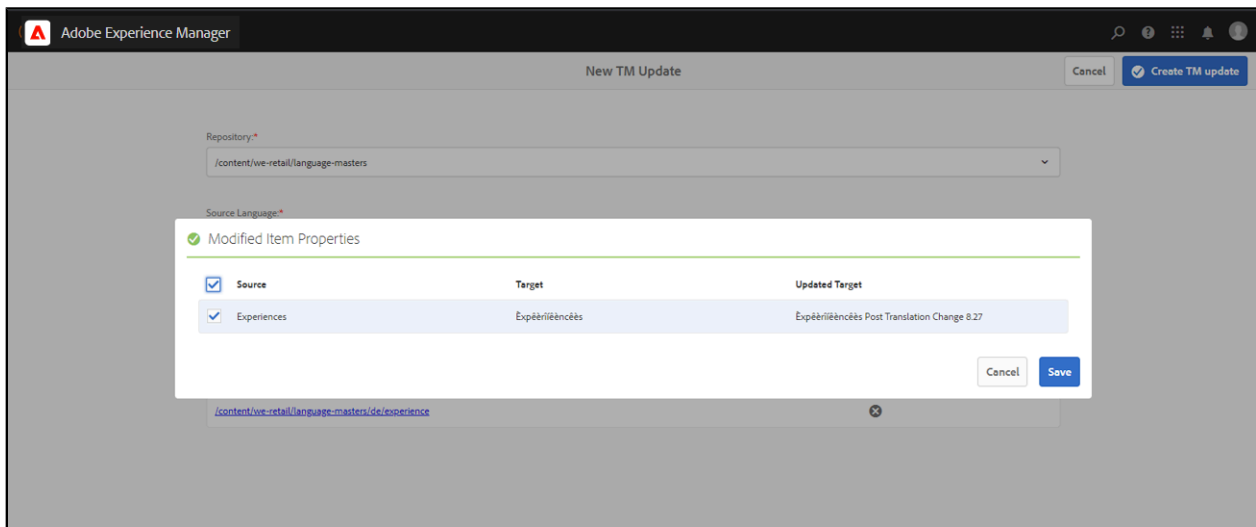 Adobe Experience Manager
New TM Update
Cancel
Create TM update
Repository:*
/content/we-retail/language-masters
Source Language:*
Modified Item Properties
Source Target Updated Target
Experiences Èxpêèrîïêèncêès Èxpêèrîïêèncêès Post Translation Change 8.27
Cancel Save
/content/we-retail/language-masters/de/experience